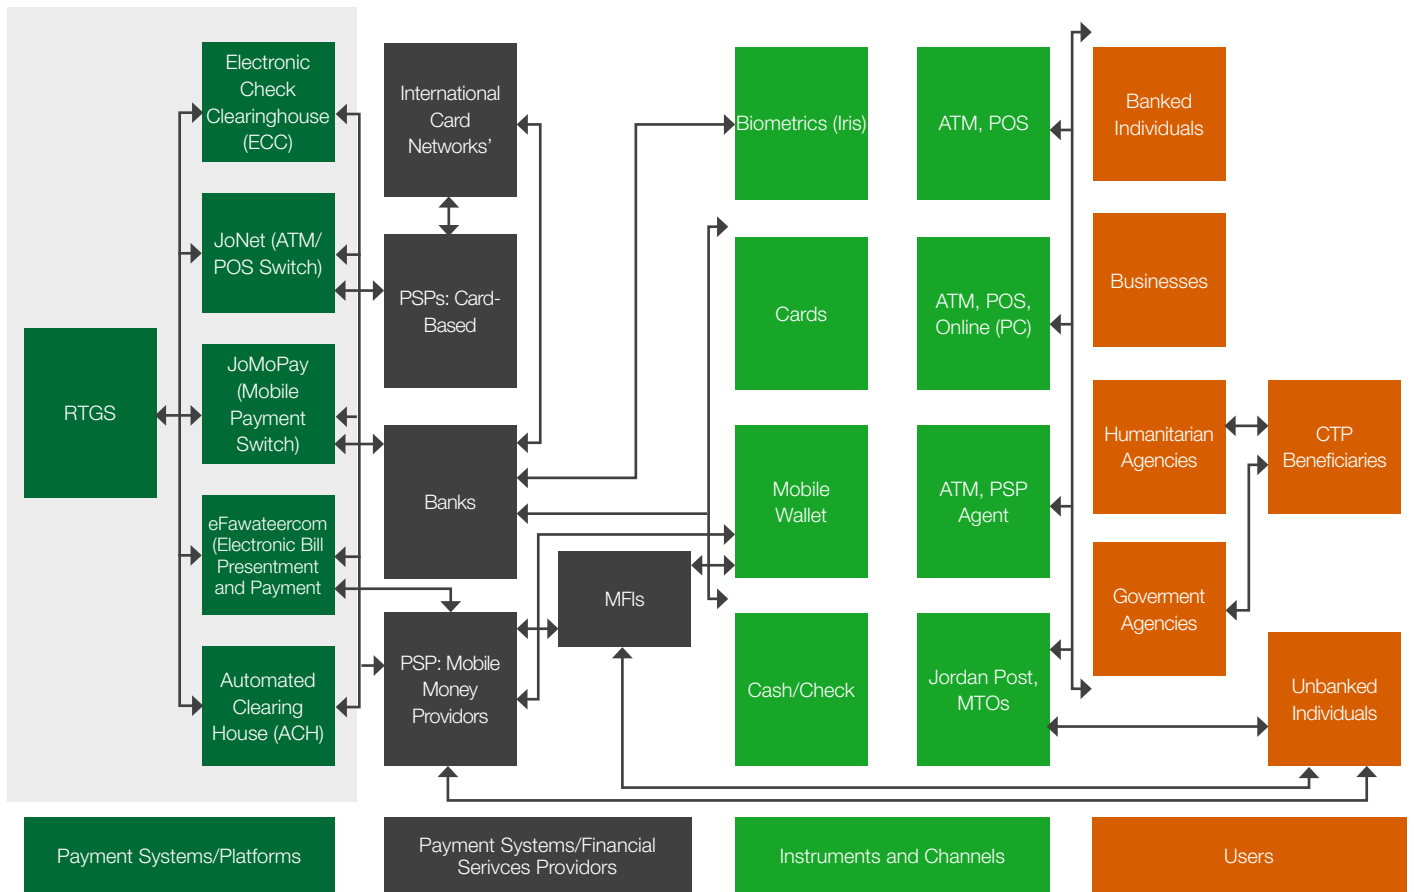 Electronic
Check
Clearinghouse
(ECC)
JoNet (ATM/
POS Switch)
RTGS
JoMoPay
(Mobile
Payment
Switch)
eFawateercom
(Electronic Bill
Presentment
and Payment
Automated
Clearing
House (ACH)
International
Card
Networks’
PSPs: Card-
Based
Banks
PSP: Mobile
Money
Providors
MFIs
Biometrics (Iris)
Cards
Mobile
Wallet
Cash/Check
ATM, POS
ATM, POS,
Online (PC)
ATM, PSP
Agent
Jordan Post,
MTOs
Banked
Individuals
Businesses
Humanitarian
Agencies
Goverment
Agencies
CTP
Beneficiaries
Unbanked
Individuals
Payment Systems/Platforms
Payment Systems/Financial
Serivces Providors
Instruments and Channels
Users